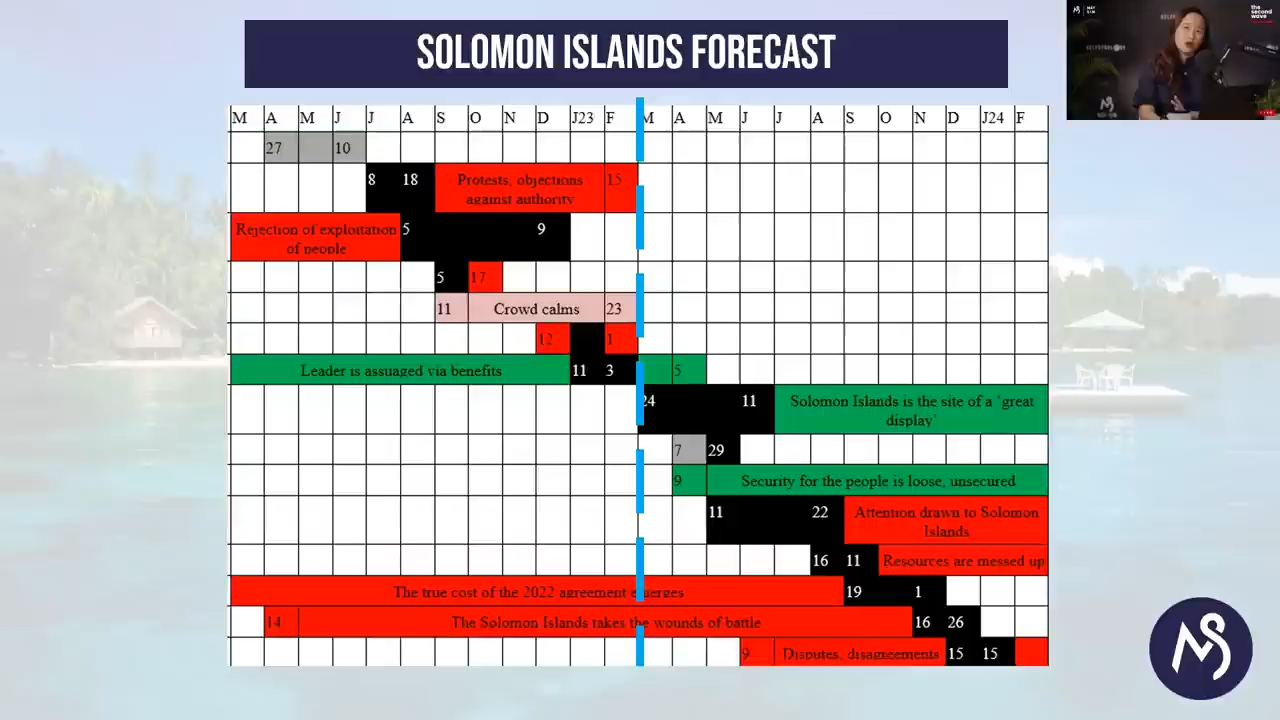 SOLOMON ISLANDS FORECAST
M A M J J A S O N D J23 F M A M J J A S O N D J24 F
27 10
8 18 Protests, objections 15
against authority
Rejection of exploitation 5 9
of people
5 17
11 Crowd calms 23
12 1
Leader is assuaged via benefits 11 3 5
24 11 Solomon Islands is the site of a ‘great
display’
7 29
9 Security for the people is loose, unsecured
11 22 Attention drawn to Solomon
Islands
16 11 Resources are messed up
The true cost of the 2022 agreement emerges 19 1
14 The Solomon Islands takes the wounds of battle 16 26
9 Disputes, disagreements 15 15
the
second
wave
LIVE
MS